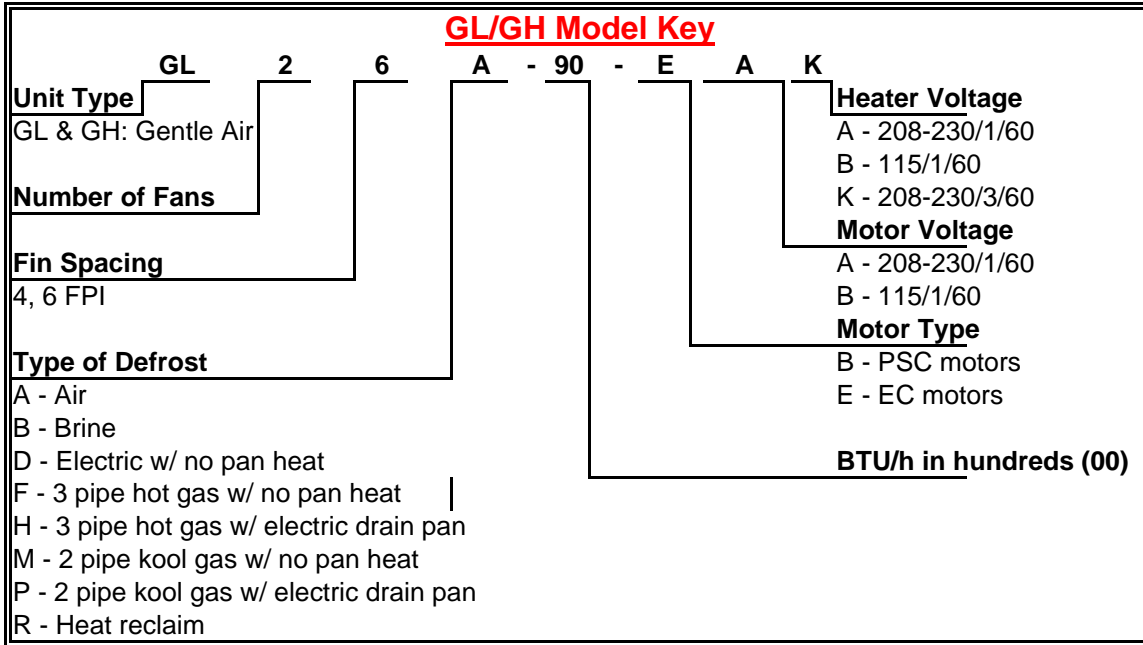 GL/GH Model Key
GL 2 6 A - 90 - E A K
Unit Type
GL & GH: Gentle Air
Number of Fans
Fin Spacing
4, 6 FPI
Type of Defrost
A - Air
B - Brine
D - Electric w/ no pan heat
F - 3 pipe hot gas w/ no pan heat
H - 3 pipe hot gas w/ electric drain pan
M - 2 pipe kool gas w/ no pan heat
P - 2 pipe kool gas w/ electric drain pan
R - Heat reclaim
Heater Voltage
A - 208-230/1/60
B - 115/1/60
K - 208-230/3/60
Motor Voltage
A - 208-230/1/60
B - 115/1/60
Motor Type
B - PSC motors
E - EC motors
BTU/h in hundreds (00)